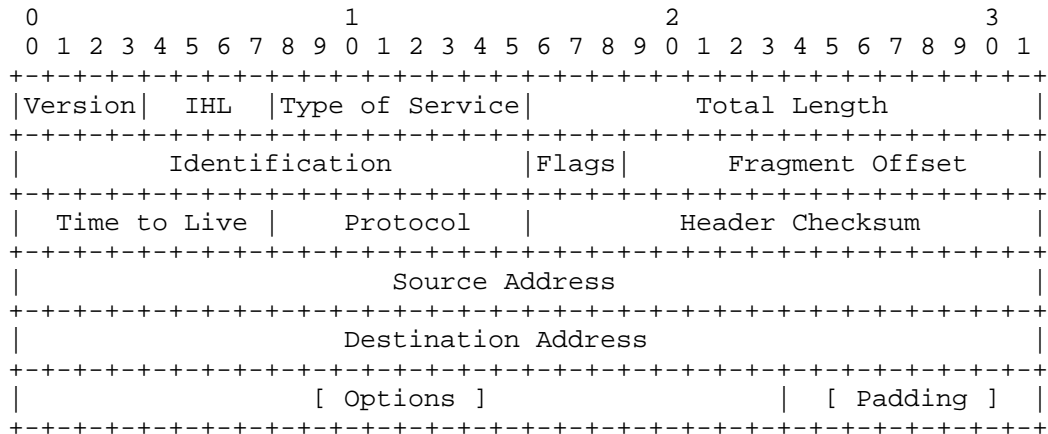 0                   1                   2                   3
 0 1 2 3 4 5 6 7 8 9 0 1 2 3 4 5 6 7 8 9 0 1 2 3 4 5 6 7 8 9 0 1
+-+-+-+-+-+-+-+-+-+-+-+-+-+-+-+-+-+-+-+-+-+-+-+-+-+-+-+-+-+-+-+-+
|Version|  IHL  |Type of Service|          Total Length         |
+-+-+-+-+-+-+-+-+-+-+-+-+-+-+-+-+-+-+-+-+-+-+-+-+-+-+-+-+-+-+-+-+
|         Identification        |Flags|      Fragment Offset    |
+-+-+-+-+-+-+-+-+-+-+-+-+-+-+-+-+-+-+-+-+-+-+-+-+-+-+-+-+-+-+-+-+
|  Time to Live |    Protocol   |         Header Checksum       |
+-+-+-+-+-+-+-+-+-+-+-+-+-+-+-+-+-+-+-+-+-+-+-+-+-+-+-+-+-+-+-+-+
|                       Source Address                          |
+-+-+-+-+-+-+-+-+-+-+-+-+-+-+-+-+-+-+-+-+-+-+-+-+-+-+-+-+-+-+-+-+
|                    Destination Address                        |
+-+-+-+-+-+-+-+-+-+-+-+-+-+-+-+-+-+-+-+-+-+-+-+-+-+-+-+-+-+-+-+-+
|                  [ Options ]                  |  [ Padding ]  |
+-+-+-+-+-+-+-+-+-+-+-+-+-+-+-+-+-+-+-+-+-+-+-+-+-+-+-+-+-+-+-+-+